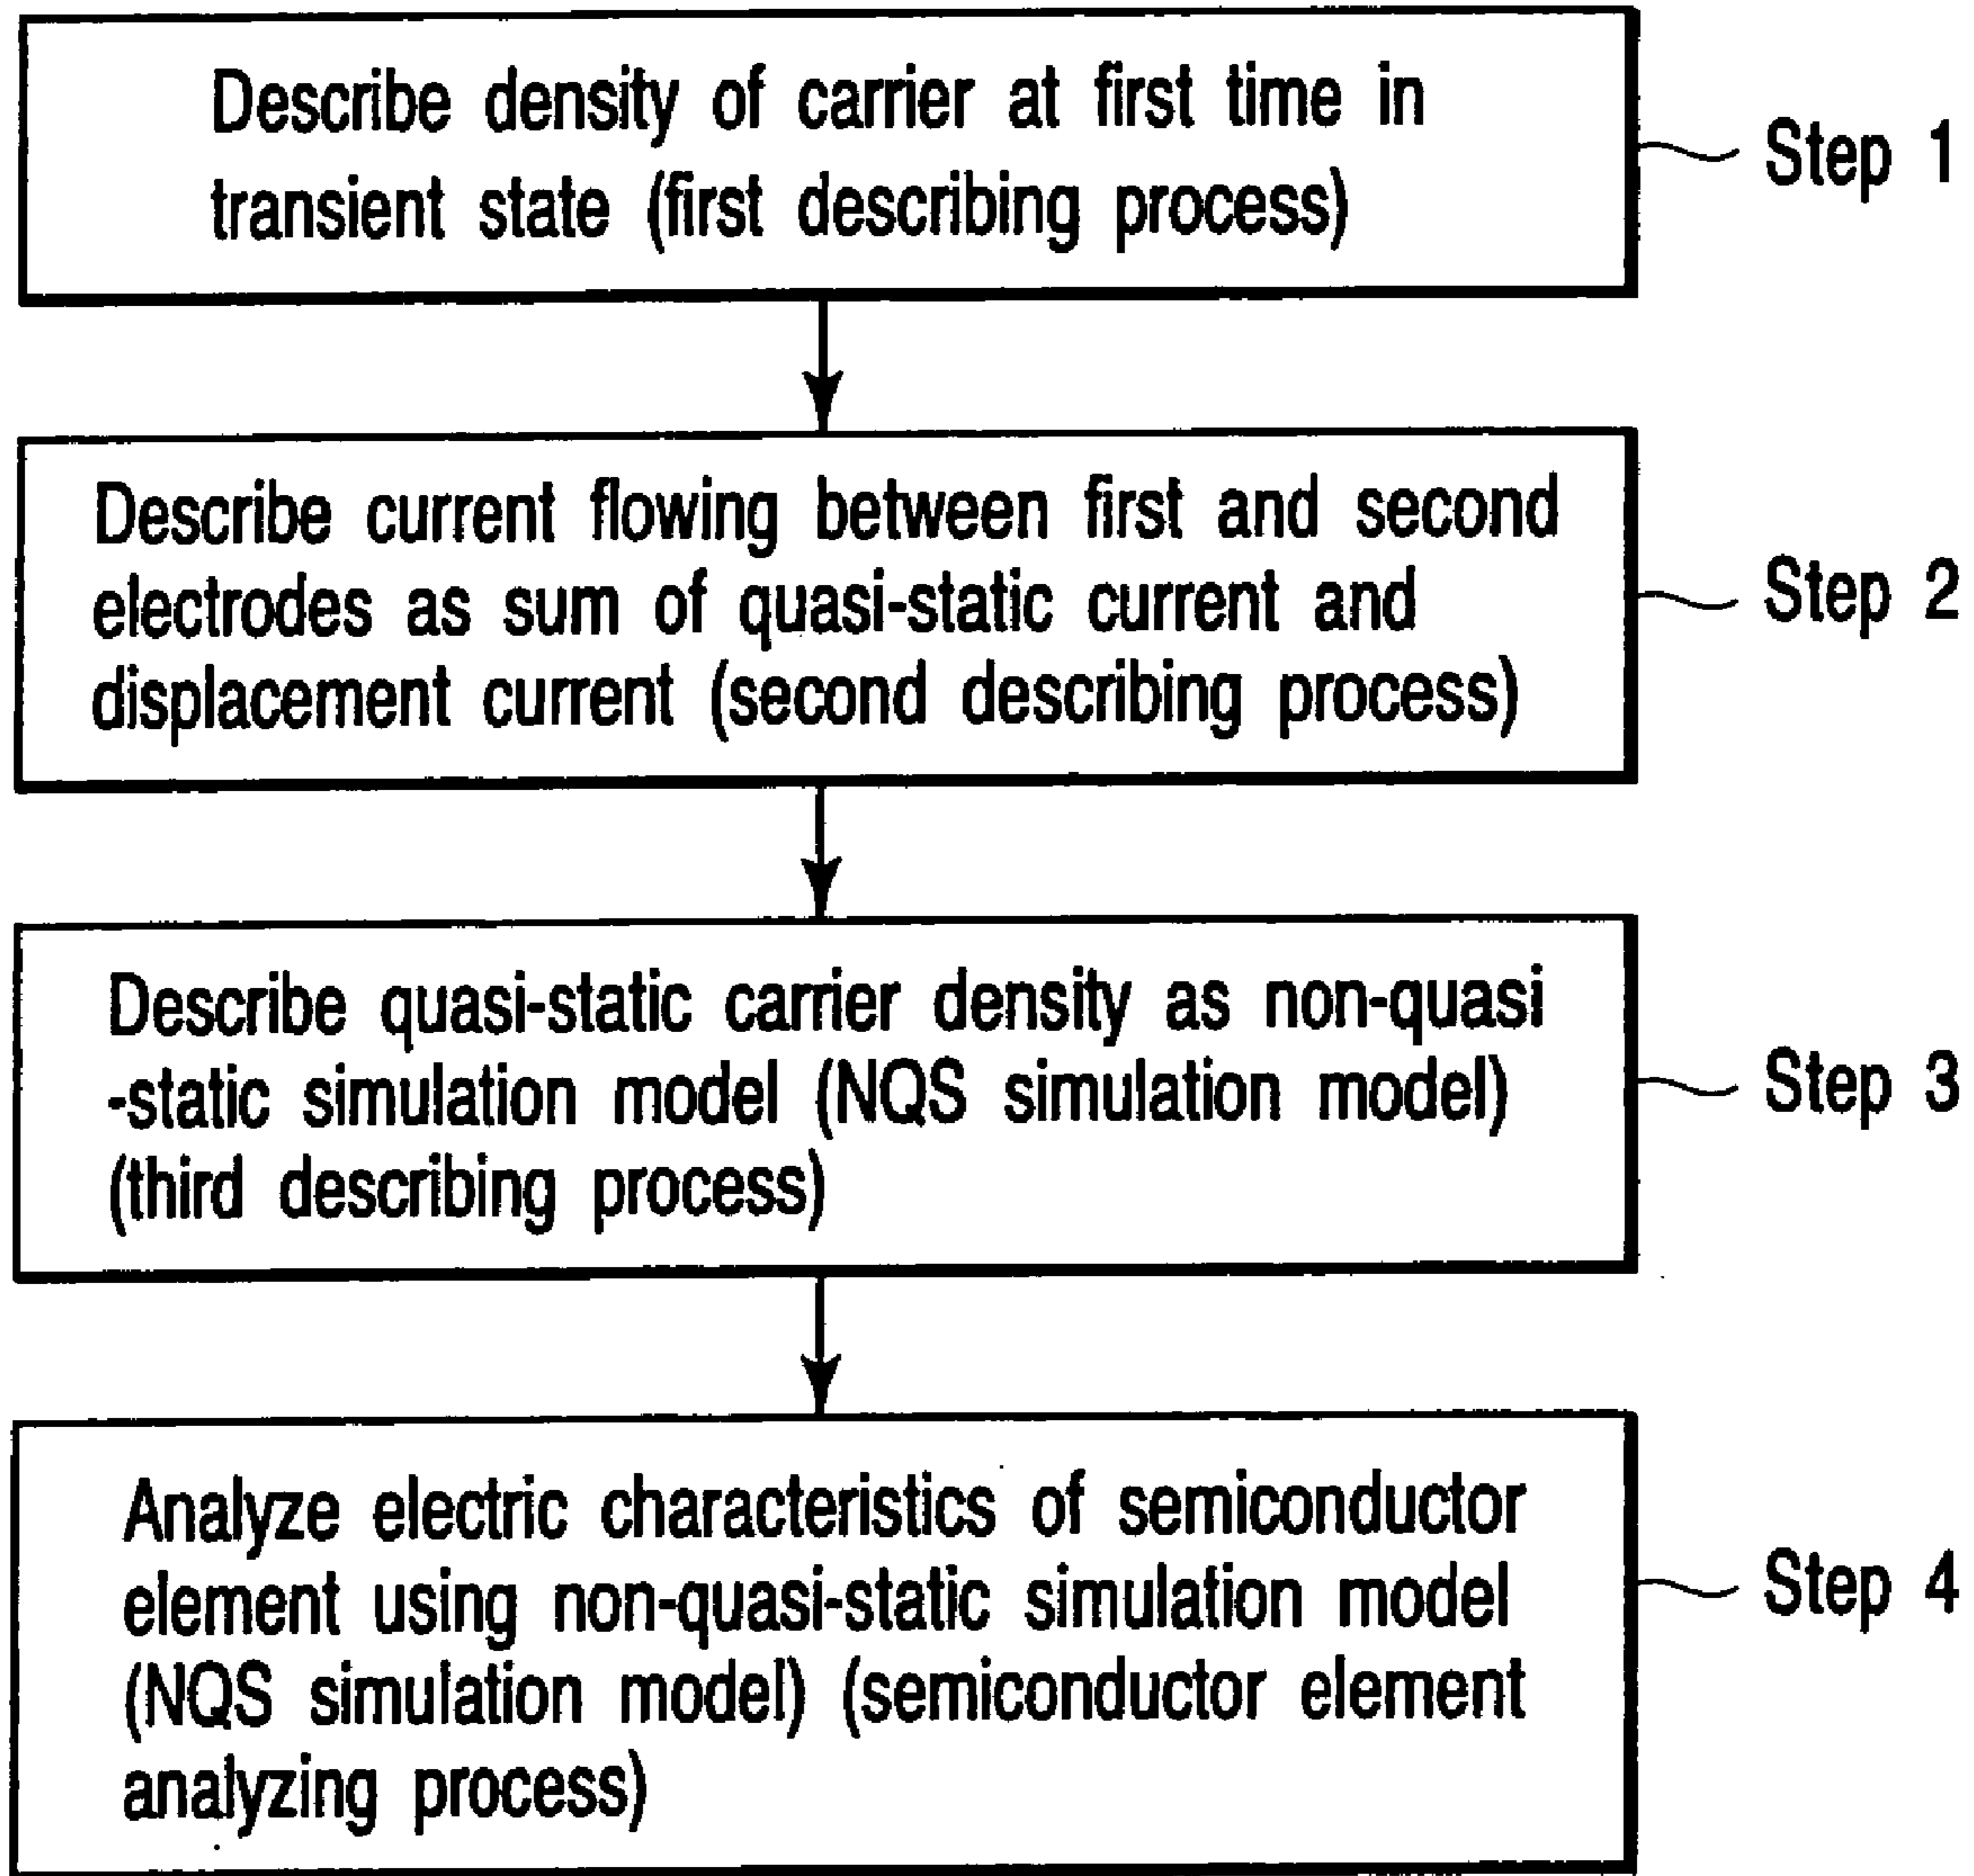 Describe density of carrier at first time in
transient state (first describing process)
Step 1
Describe current flowing between first and second
electrodes as sum of quasi-static current and
displacement current (second describing process)
Step 2
Describe quasi-static carrier density as non-quasi
-static simulation model (NQS simulation model)
(third describing process)
Step 3
Analyze electric characteristics of semiconductor
element using non-quasi-static simulation model
(NQS simulation model) (semiconductor element
analyzing process)
Step 4